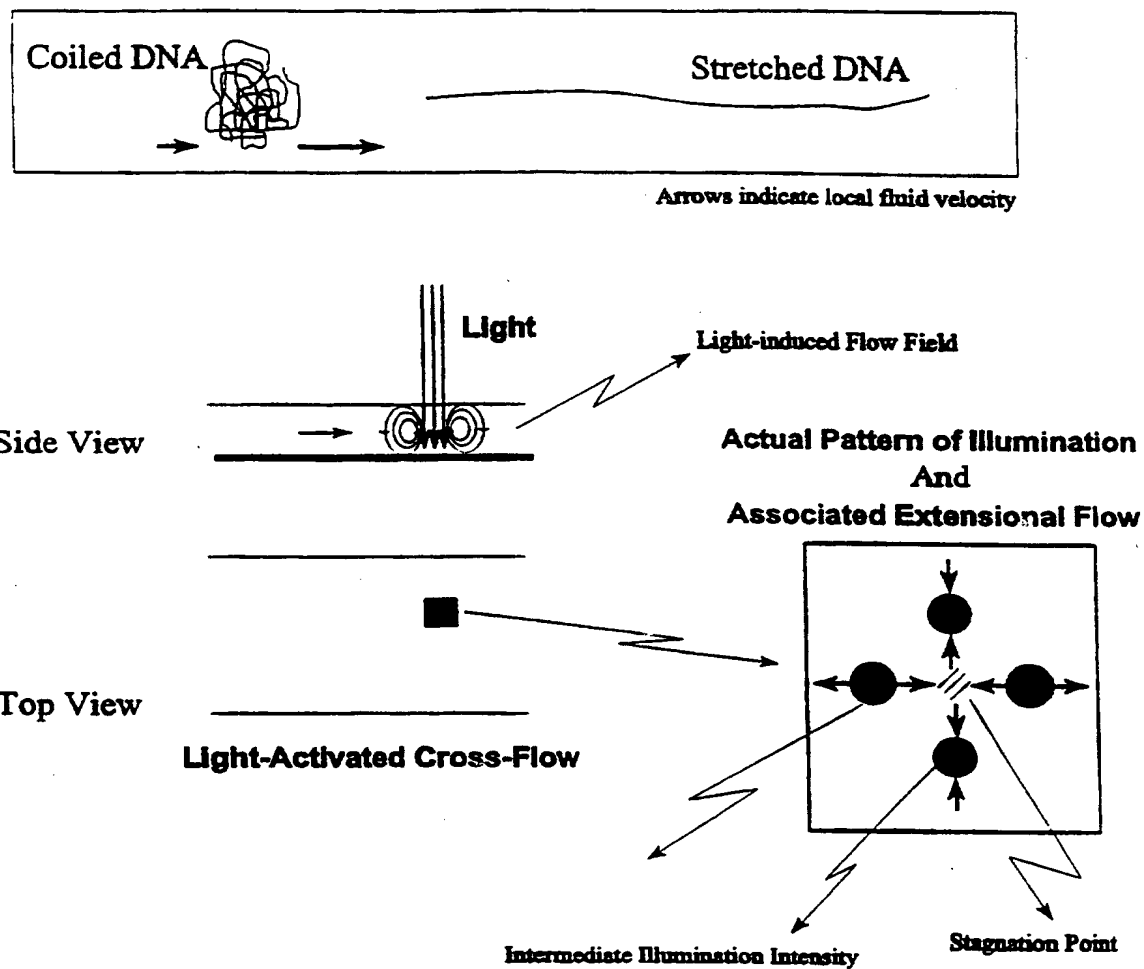 Coiled DNA
Stretched DNA
Arrows indicate local fluid velocity
Light
Light-induced Flow Field
Side View
Actual Pattern of Illumination
And
Associated Extensional Flow
Top View
Light-Activated Cross-Flow
Intermediate Illumination Intensity
Stagnation Point